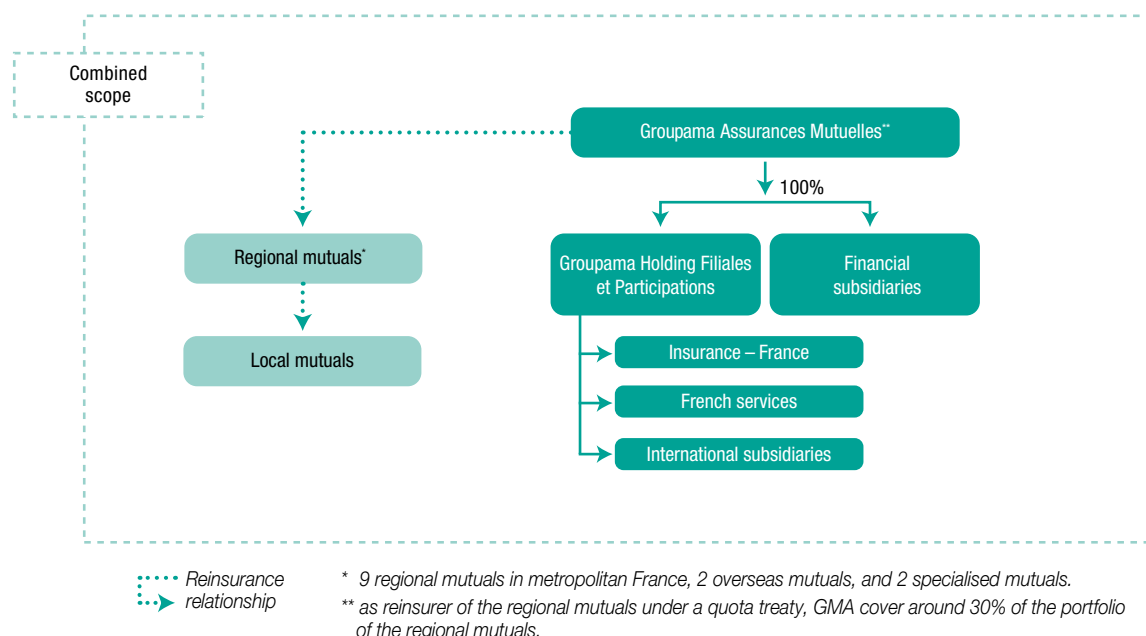 Combined
scope
Groupama Assurances Mutuelles**
100%
Regional mutuals*
Groupama Holding Filiales
et Participations
Financial
subsidiaries
Local mutuals
Insurance – France
French services
International subsidiaries
Reinsurance
relationship
* 9 regional mutuals in metropolitan France, 2 overseas mutuals, and 2 specialised mutuals.
** as reinsurer of the regional mutuals under a quota treaty, GMA cover around 30% of the portfolio
of the regional mutuals.